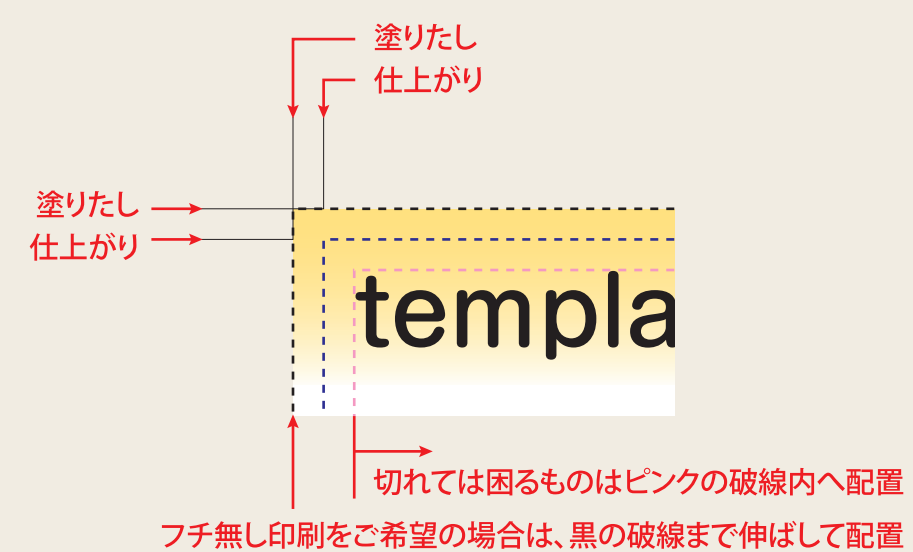 塗りたし
仕上がり
塗りたし
仕上がり
templa
切れては困るものはピンクの破線内へ配置
フチ無し印刷をご希望の場合は、黒の破線まで伸ばして配置